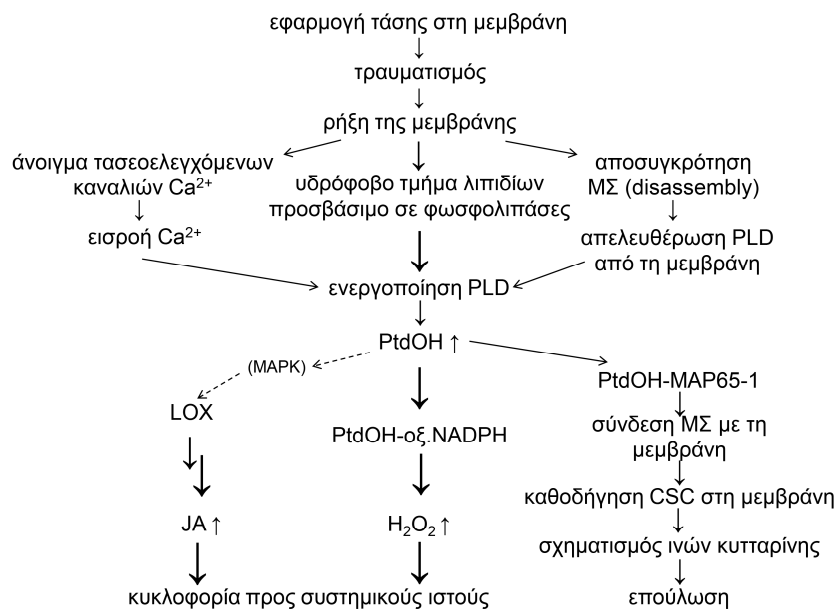 εφαρμογή τάσης στη μεμβράνη
τραυματισμός
ρήξη της μεμβράνης
άνοιγμα τασεοελεγχόμενων
καναλιών Ca²⁺
υδρόφοβο τμήμα λιπιδίων
προσβάσιμο σε φωσφολιπάσες
αποσυγκρότηση
ΜΣ (disassembly)
εισροή Ca²⁺
απελευθέρωση PLD
από τη μεμβράνη
ενεργοποίηση PLD
PtdOH ↑
(MAPK)
PtdOH-MAP65-1
LOX
PtdOH-οξ.NADPH
σύνδεση ΜΣ με τη
μεμβράνη
καθοδήγηση CSC στη μεμβράνη
JA ↑
H₂O₂ ↑
σχηματισμός ινών κυτταρίνης
κυκλοφορία προς συστημικούς ιστούς
επούλωση